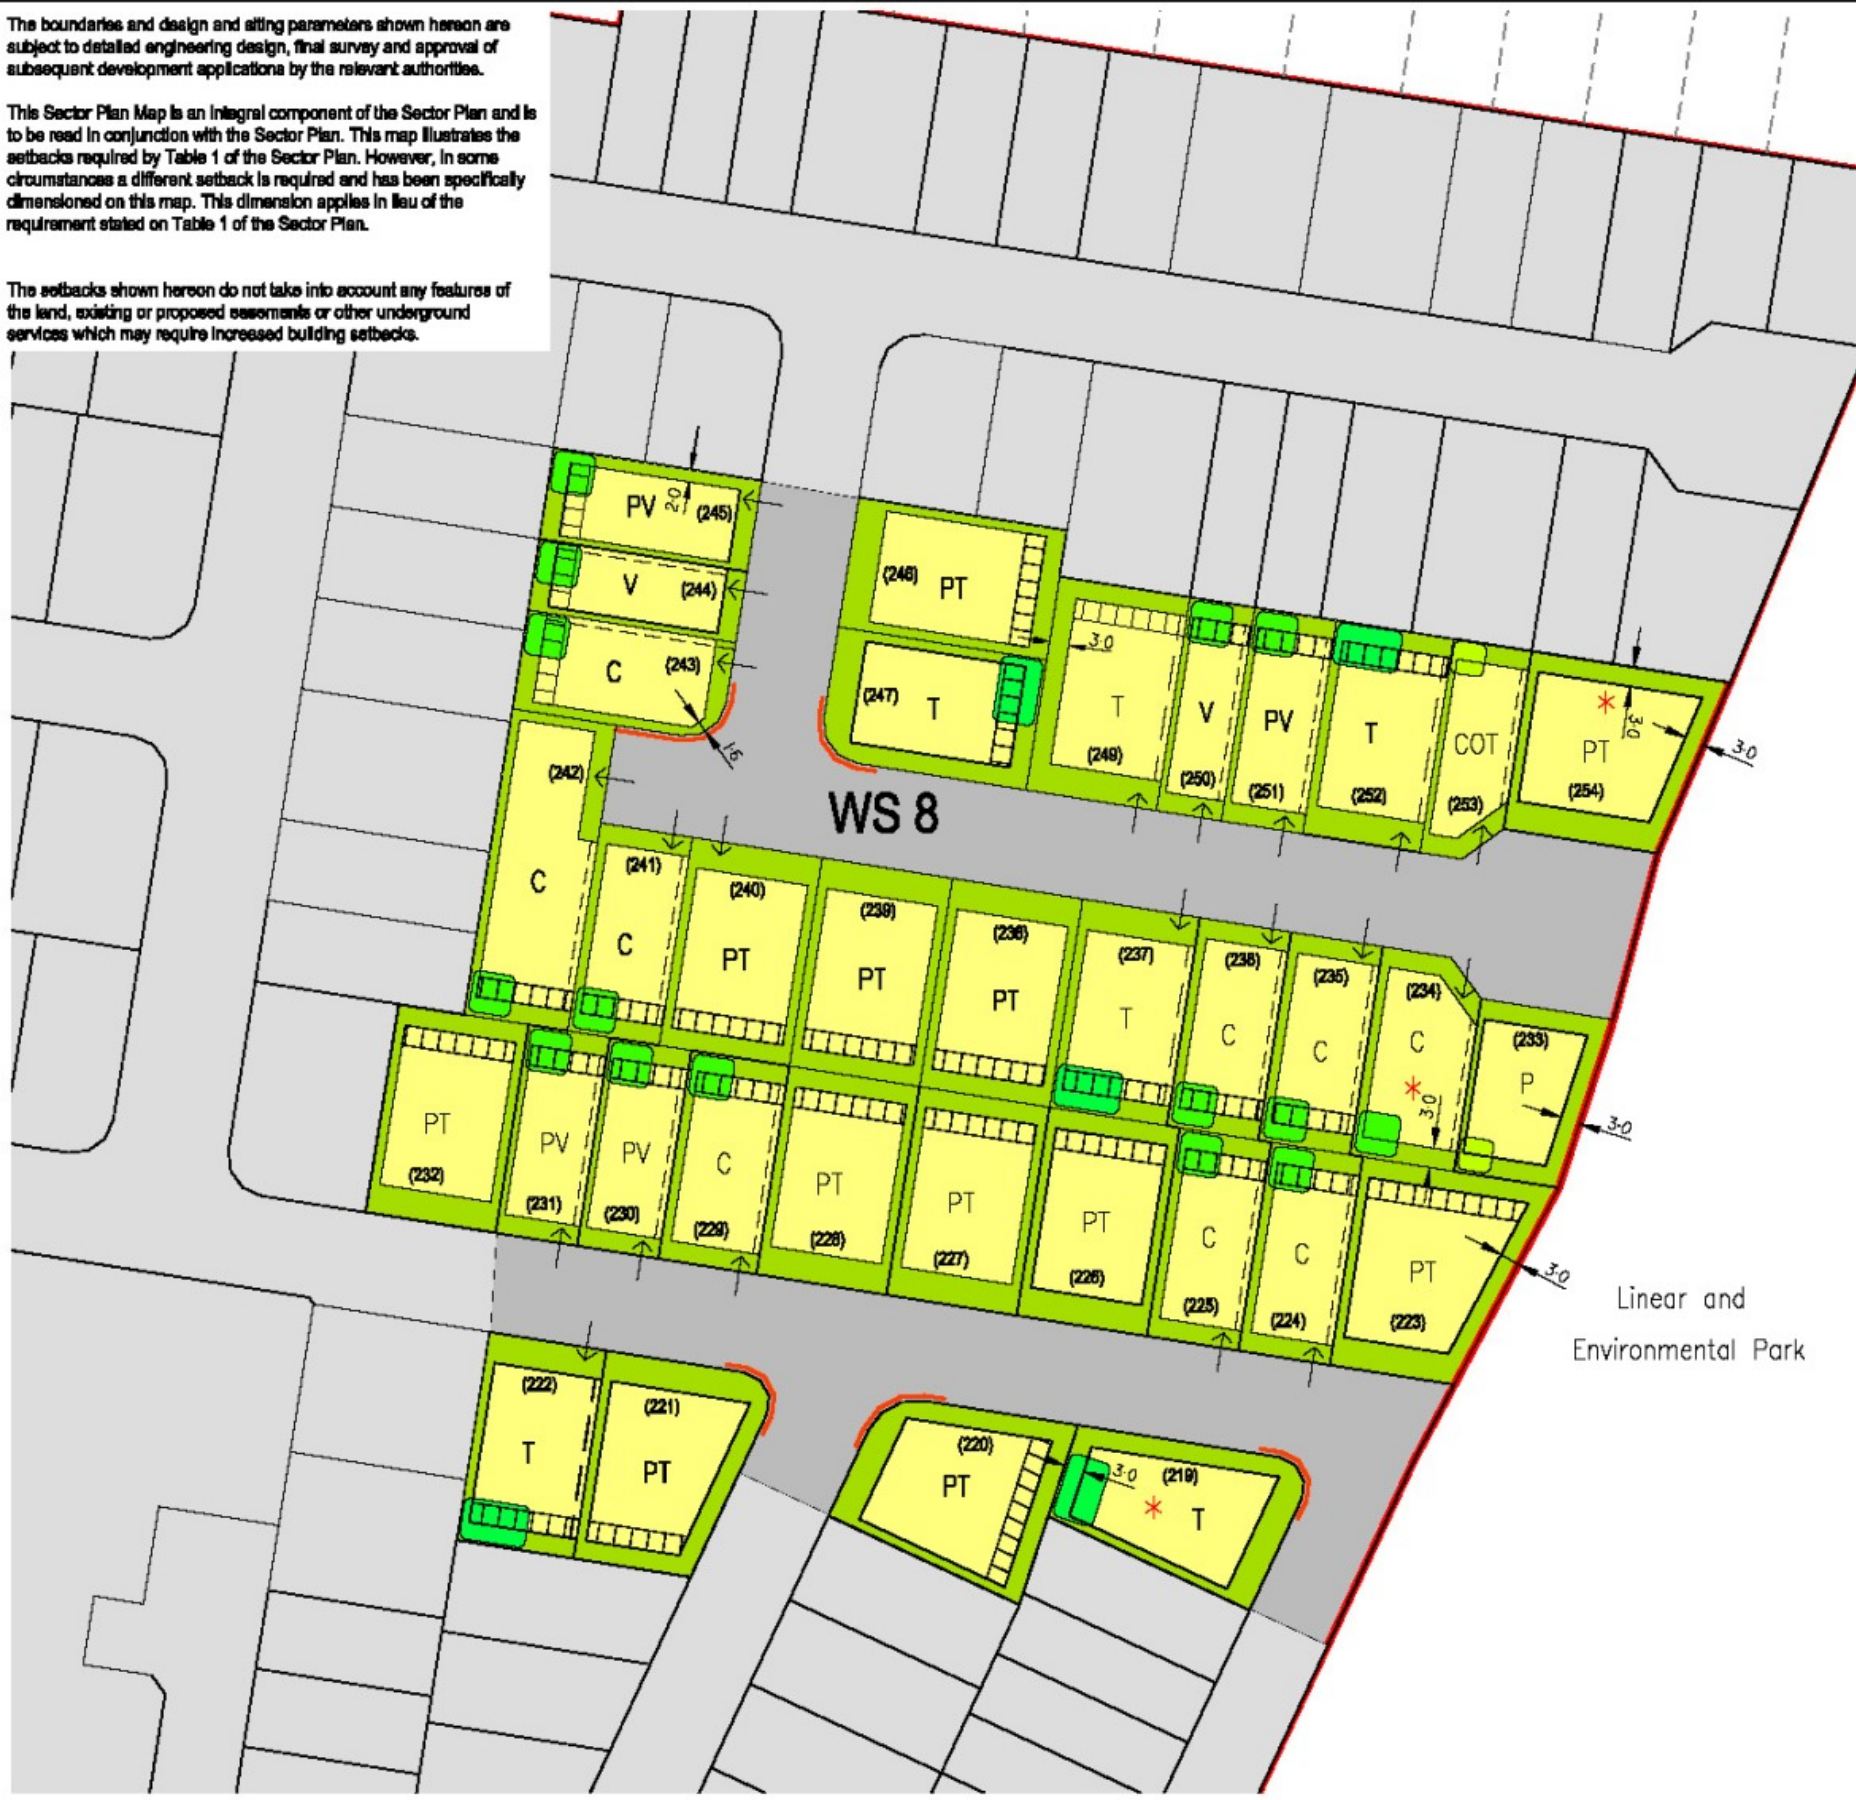 The boundaries and design and siting parameters shown hereon are
subject to detailed engineering design, final survey and approval of
subsequent development applications by the relevant authorities.
This Sector Plan Map is an integral component of the Sector Plan and is
to be read in conjunction with the Sector Plan. This map illustrates the
setbacks required by Table 1 of the Sector Plan. However, in some
circumstances a different setback is required and has been specifically
dimensioned on this map. This dimension applies in lieu of the
requirement stated on Table 1 of the Sector Plan.
The setbacks shown hereon do not take into account any features of
the land, existing or proposed easements or other underground
services which may require increased building setbacks.
PV 2·0 (245)
V (244)
C (243)
1·6
(246) PT
(247) T
3·0
T
(249)
V
(250)
PV
(251)
T
(252)
COT
(253)
PT
(254)
3·0
3·0
WS 8
(242)
C
(241)
C
(240)
PT
(239)
PT
(238)
PT
(237)
T
(236)
C
(235)
C
(234)
C
3·0
(233)
P
3·0
PT
(232)
PV
(231)
PV
(230)
C
(229)
PT
(228)
PT
(227)
PT
(226)
C
(225)
C
(224)
PT
(223)
3·0
Linear and
Environmental Park
(222)
T
(221)
PT
(220)
PT
3·0
(219)
T